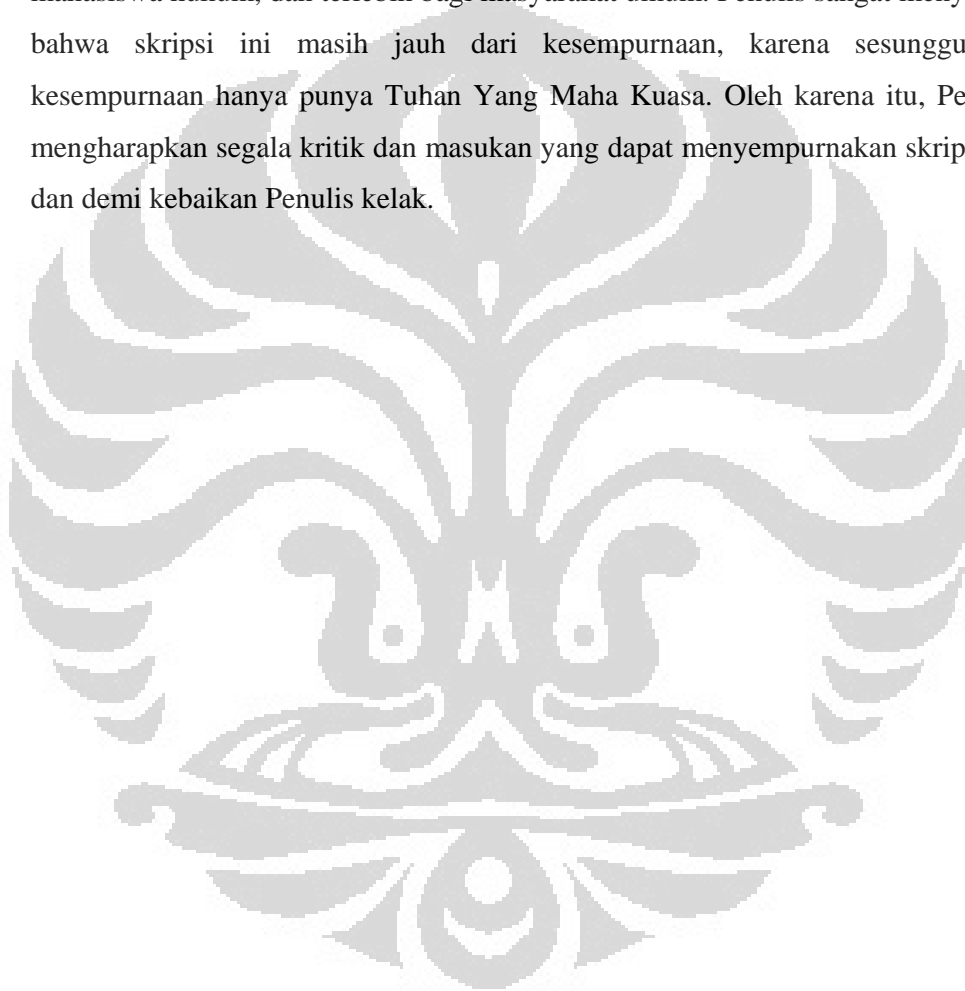 bahwa skripsi ini masih jauh dari kesempurnaan, karena sesunggu
kesempurnaan hanya punya Tuhan Yang Maha Kuasa. Oleh karena itu, Pe
mengharapkan segala kritik dan masukan yang dapat menyempurnakan skrip
dan demi kebaikan Penulis kelak.